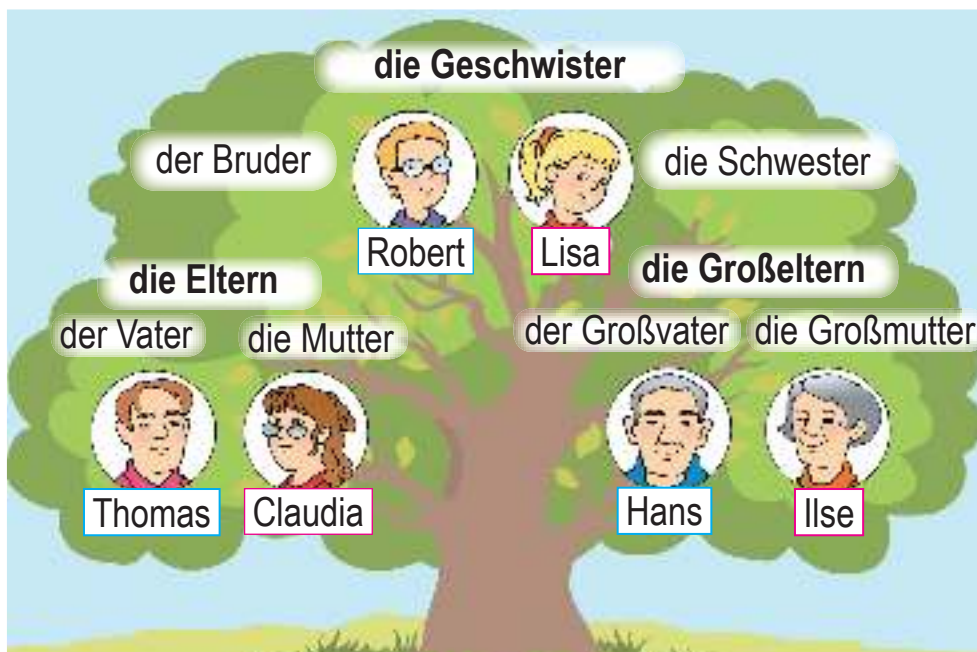 die Geschwister
der Bruder
die Schwester
Robert
Lisa
die Eltern
die Großeltern
der Vater
die Mutter
der Großvater
die Großmutter
Thomas
Claudia
Hans
Ilse